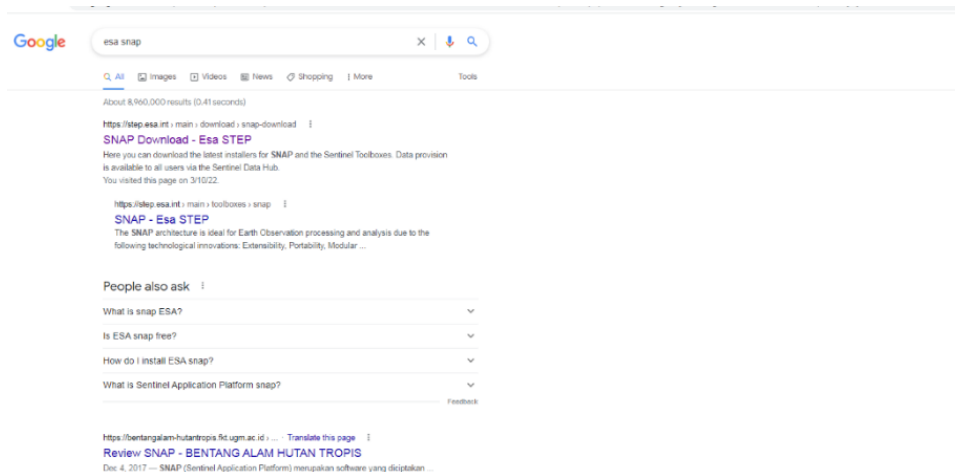 Google
esa snap
All Images Videos News Shopping More Tools
About 8,960,000 results (0.41 seconds)
https://step.esa.int › main › download › snap-download
SNAP Download - Esa STEP
Here you can download the latest installers for SNAP and the Sentinel Toolboxes. Data provision
is available to all users via the Sentinel Data Hub.
You visited this page on 3/10/22.
https://step.esa.int › main › toolboxes › snap
SNAP - Esa STEP
The SNAP architecture is ideal for Earth Observation processing and analysis due to the
following technological innovations: Extensibility, Portability, Modular ...
People also ask
What is snap ESA?
Is ESA snap free?
How do I install ESA snap?
What is Sentinel Application Platform snap?
Feedback
https://bentangalam-hutantropis.fkt.ugm.ac.id › ... · Translate this page
Review SNAP - BENTANG ALAM HUTAN TROPIS
Dec 4, 2017 — SNAP (Sentinel Application Platform) merupakan software yang diciptakan ...